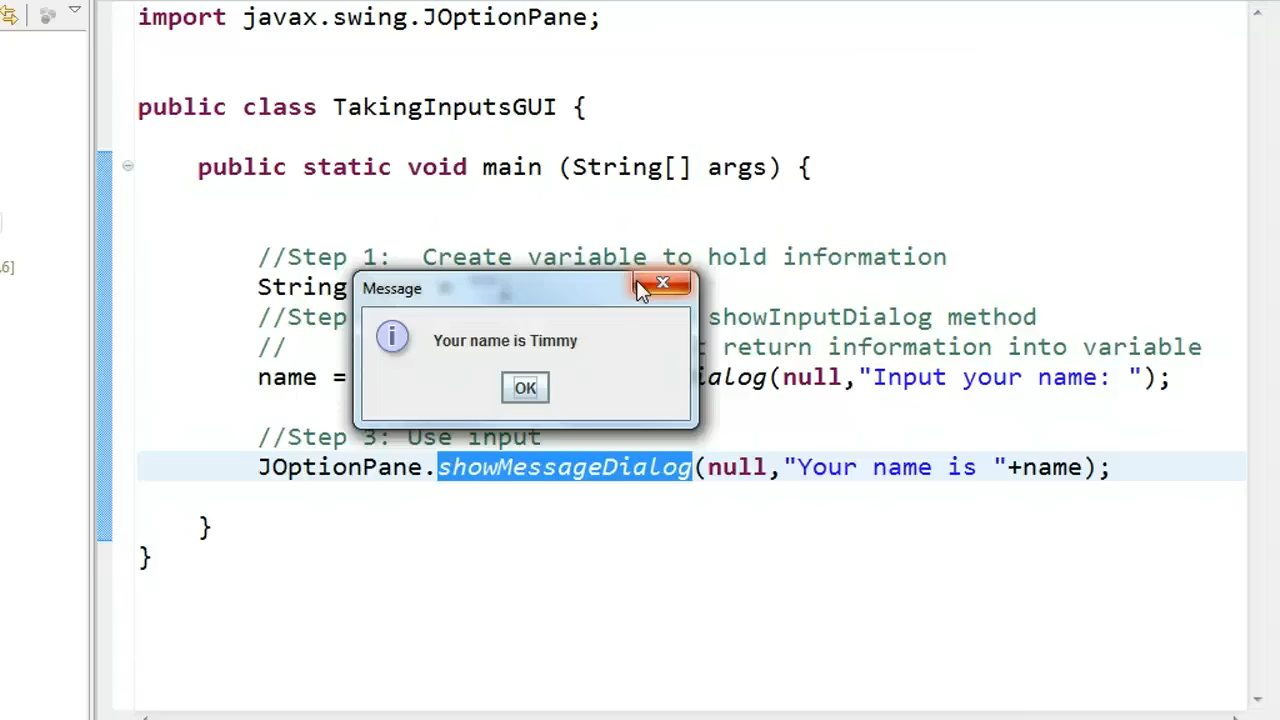 import javax.swing.JOptionPane;
public class TakingInputsGUI {
public static void main (String[] args) {
//Step 1:  Create variable to hold information
String
Message
//Step showInputDialog method
// return information into variable
Your name is Timmy
name = (null,"Input your name: ");
OK
//Step 3: Use input
JOptionPane.showMessageDialog(null,"Your name is "+name);
}
}
6]